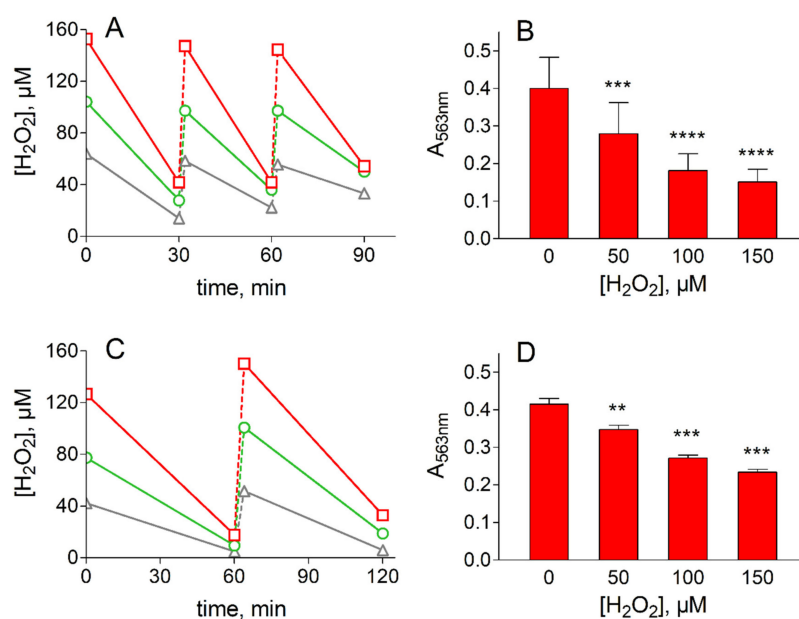 A
[H₂O₂], µM
160
120
80
40
0
0 30 60 90
time, min
B
A₅₆₃nm
0.5
0.4
0.3
0.2
0.1
0.0
***
****
****
0 50 100 150
[H₂O₂], µM
C
[H₂O₂], µM
160
120
80
40
0
0 30 60 90 120
time, min
D
A₅₆₃nm
0.5
0.4
0.3
0.2
0.1
0.0
**
***
***
0 50 100 150
[H₂O₂], µM